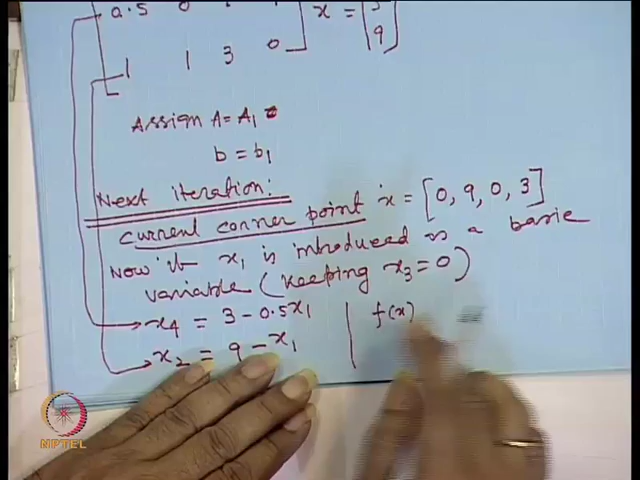 0.5 0
x = [
9 ]
1 1 3 0 ]
Assign A = A₁
b = b₁
Next iteration:
current corner point x = [0, 9, 0, 3]
Now if x₁ is introduced as a basic
variable (keeping x₃ = 0)
x₄ = 3 - 0.5x₁ | f(x)
x₂ = 9 - x₁
NPTEL